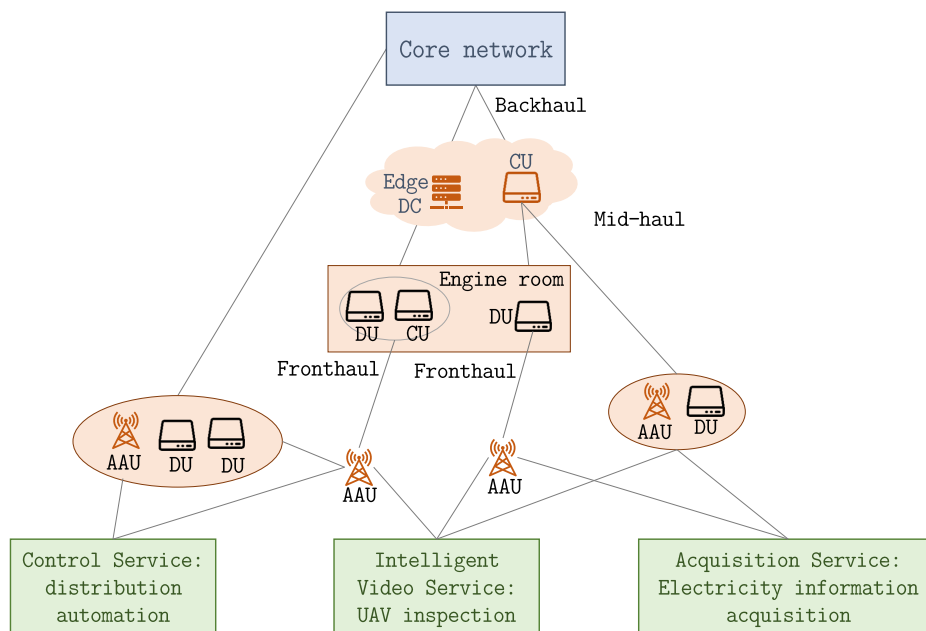 Core network
Backhaul
CU
Edge
DC
Mid-haul
Engine room
DU
DU
CU
Fronthaul
Fronthaul
AAU
DU
DU
AAU
AAU
AAU
DU
Control Service:
distribution
automation
Intelligent
Video Service:
UAV inspection
Acquisition Service:
Electricity information
acquisition